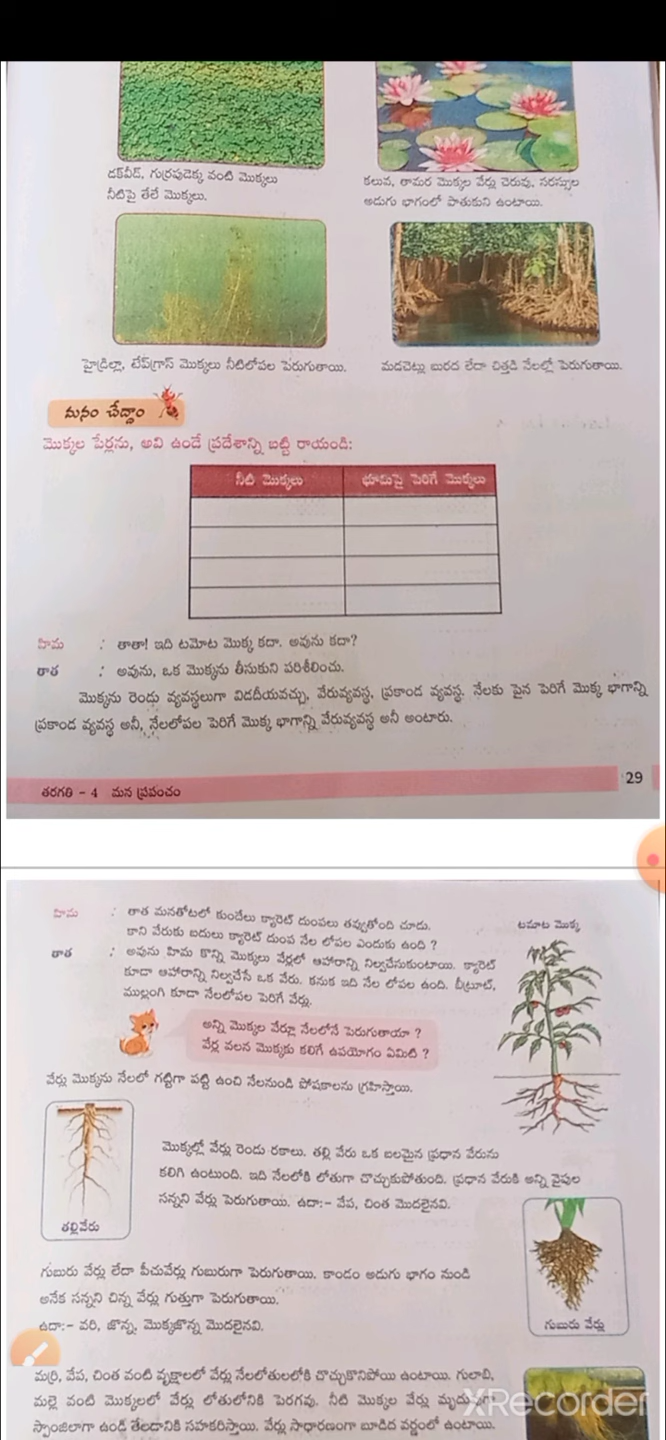 డక్‌వీడ్, గుర్రపుడెక్క వంటి మొక్కలు
నీటిపై తేలే మొక్కలు.
కలువ, తామర మొక్కల వేర్లు చెరువు, సరస్సుల
అడుగు భాగంలో పాతుకుని ఉంటాయి.
హైడ్రిల్లా, టేప్‌గ్రాస్ మొక్కలు నీటిలోపల పెరుగుతాయి.
మడచెట్లు బురద లేదా చిత్తడి నేలల్లో పెరుగుతాయి.
మనం చేద్దాం
మొక్కల పేర్లను, అవి ఉండే ప్రదేశాన్ని బట్టి రాయండి:
నీటి మొక్కలు భూమిపై పెరిగే మొక్కలు
హిమ : తాతా! ఇది టమోట మొక్క కదా. అవును కదా?
తాత : అవును, ఒక మొక్కను తీసుకుని పరిశీలించు.
మొక్కను రెండు వ్యవస్థలుగా విడదీయవచ్చు, వేరువ్యవస్థ, ప్రకాండ వ్యవస్థ. నేలకు పైన పెరిగే మొక్క భాగాన్ని
ప్రకాండ వ్యవస్థ అనీ, నేలలోపల పెరిగే మొక్క భాగాన్ని వేరువ్యవస్థ అనీ అంటారు.
తరగతి - 4 మన ప్రపంచం
29
హిమ : తాత మనతోటలో కుందేలు క్యారెట్ దుంపలు తవ్వుతోంది చూడు.
కాని వేరుకు బదులు క్యారెట్ దుంప నేల లోపల ఎందుకు ఉంది ?
టమాట మొక్క
తాత : అవును హిమ కొన్ని మొక్కలు వేర్లలో ఆహారాన్ని నిల్వచేసుకుంటాయి. క్యారెట్
కూడా ఆహారాన్ని నిల్వచేసే ఒక వేరు. కనుక ఇది నేల లోపల ఉంది. బీట్రూట్,
ముల్లంగి కూడా నేలలోపల పెరిగే వేర్లు.
అన్ని మొక్కల వేర్లూ నేలలోనే పెరుగుతాయా ?
వేర్ల వలన మొక్కకు కలిగే ఉపయోగం ఏమిటి ?
వేర్లు మొక్కను నేలలో గట్టిగా పట్టి ఉంచి నేలనుండి పోషకాలను గ్రహిస్తాయి.
మొక్కల్లో వేర్లు రెండు రకాలు. తల్లి వేరు ఒక బలమైన ప్రధాన వేరును
కలిగి ఉంటుంది. ఇది నేలలోకి లోతుగా చొచ్చుకుపోతుంది. ప్రధాన వేరుకి అన్ని వైపుల
సన్నని వేర్లు పెరుగుతాయి. ఉదా:- వేప, చింత మొదలైనవి.
తల్లివేరు
గుబురు వేర్లు లేదా పీచువేర్లు గుబురుగా పెరుగుతాయి. కాండం అడుగు భాగం నుండి
అనేక సన్నని చిన్న వేర్లు గుత్తుగా పెరుగుతాయి.
ఉదా:- వరి, జొన్న, మొక్కజొన్న మొదలైనవి.
గుబురు వేర్లు
మర్రి, వేప, చింత వంటి వృక్షాలలో వేర్లు నేలలోతులలోకి చొచ్చుకొనిపోయి ఉంటాయి. గులాబి,
మల్లె వంటి మొక్కలలో వేర్లు లోతులోనికి పెరగవు. నీటి మొక్కల వేర్లు
స్పాంజిలాగా ఉండి తేలడానికి సహకరిస్తాయి. వేర్లు సాధారణంగా బూడిద వర్ణంలో ఉంటాయి.
XRecorder